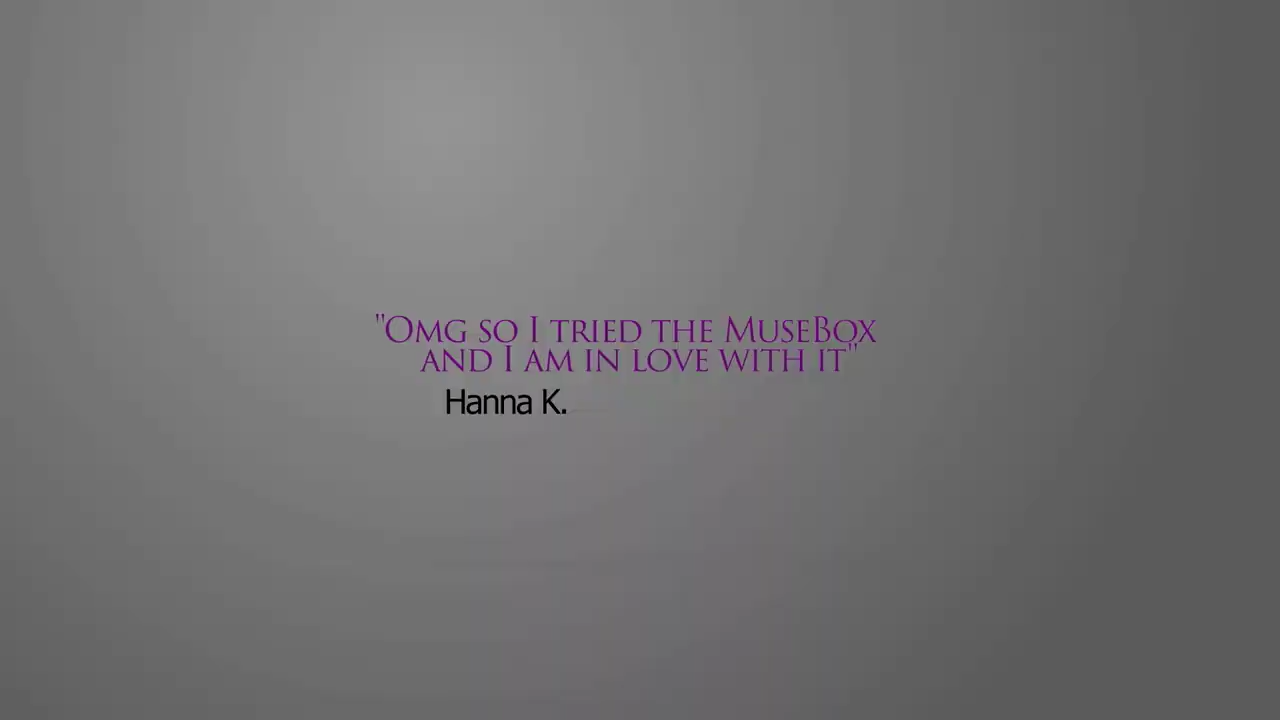 "Omg so I tried the MuseBox
and I am in love with it"
Hanna K.